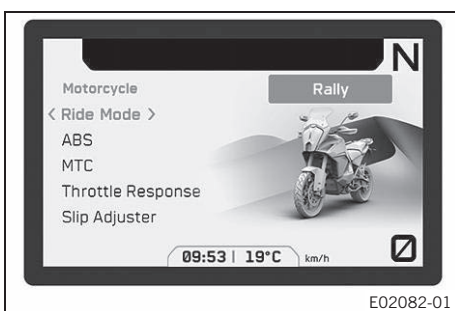 N
Motorcycle
Rally
< Ride Mode >
ABS
MTC
Throttle Response
Slip Adjuster
09:53 | 19°C km/h
0
E02082-01